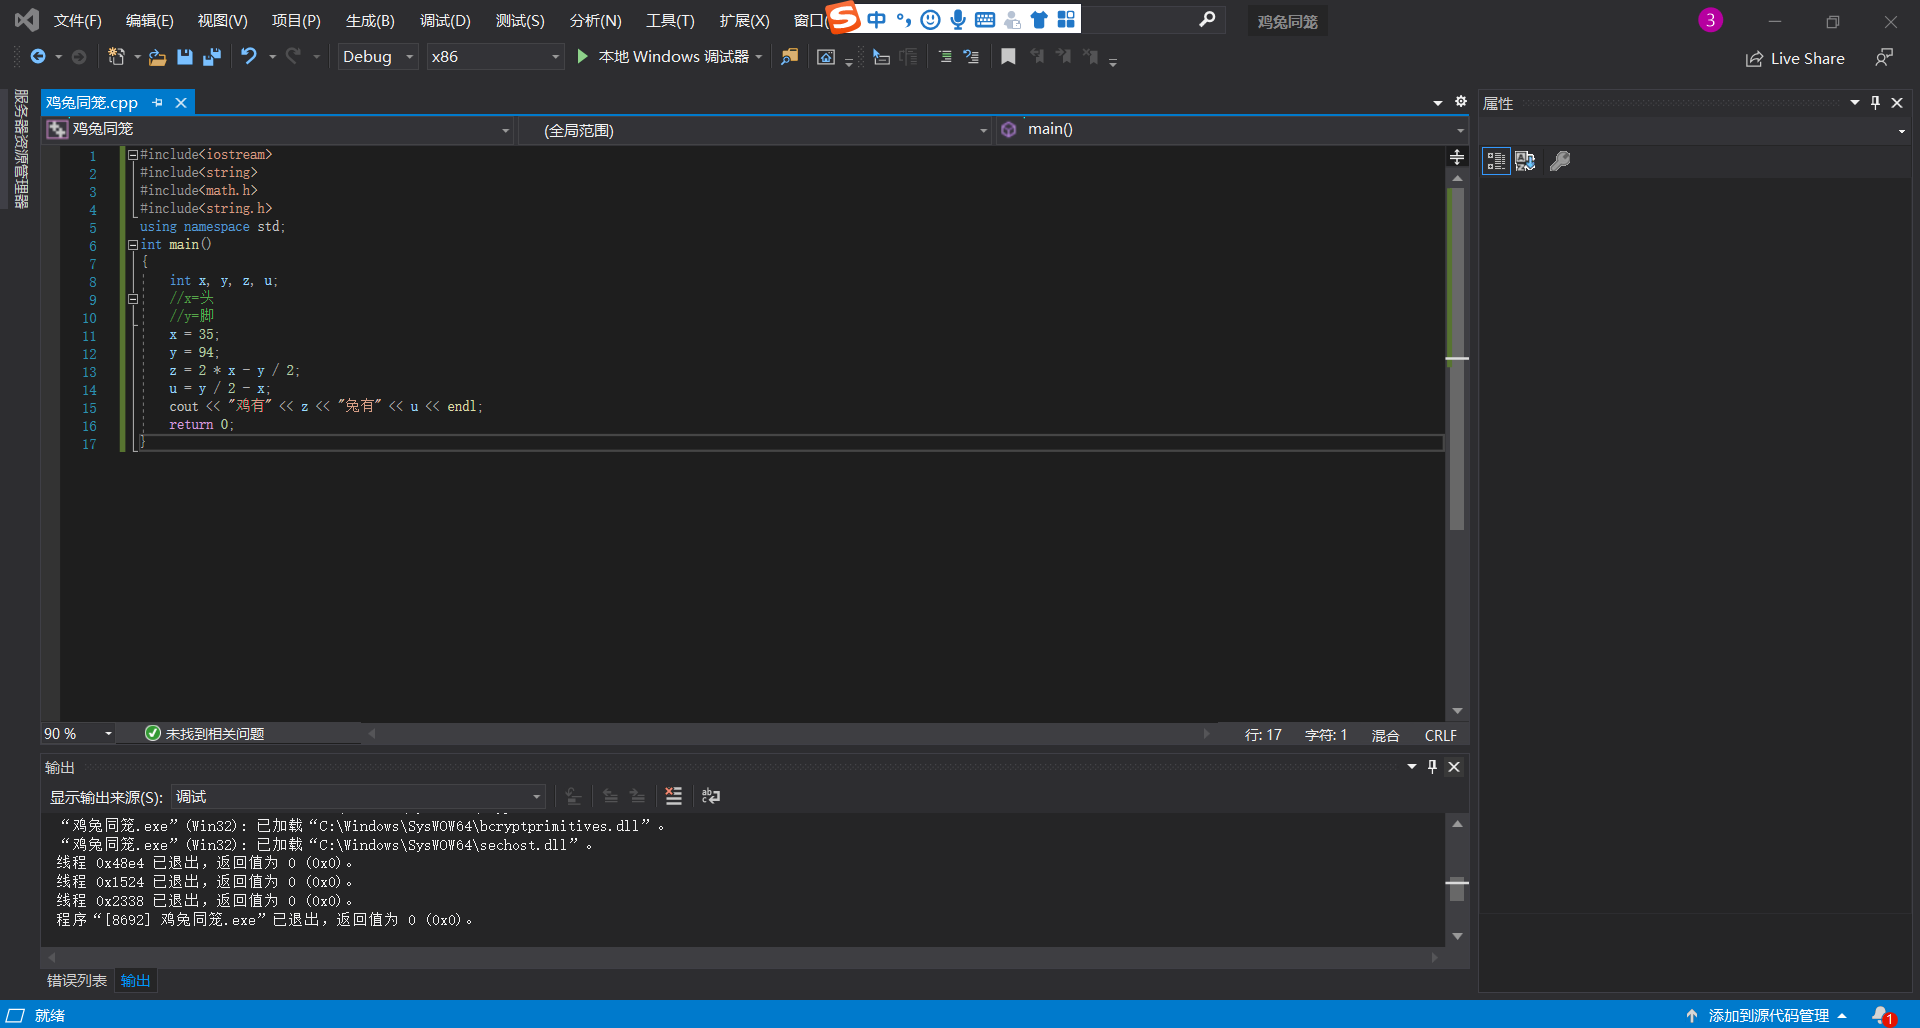 文件(F) 编辑(E) 视图(V) 项目(P) 生成(B) 调试(D) 测试(S) 分析(N) 工具(T) 扩展(X) 窗口( 中 鸡兔同笼 3
Debug x86 本地 Windows 调试器 Live Share
服务器资源管理器
鸡兔同笼.cpp
属性
鸡兔同笼 (全局范围) main()
1 #include<iostream>
2 #include<string>
3 #include<math.h>
4 #include<string.h>
5 using namespace std;
6 int main()
7 {
8 int x, y, z, u;
9 //x=头
10 //y=脚
11 x = 35;
12 y = 94;
13 z = 2 * x - y / 2;
14 u = y / 2 - x;
15 cout << "鸡有" << z << "兔有" << u << endl;
16 return 0;
17 }
90 % 未找到相关问题 行: 17 字符: 1 混合 CRLF
输出
显示输出来源(S): 调试
“鸡兔同笼.exe”(Win32): 已加载“C:\Windows\SysWOW64\bcryptprimitives.dll”。
“鸡兔同笼.exe”(Win32): 已加载“C:\Windows\SysWOW64\sechost.dll”。
线程 0x48e4 已退出，返回值为 0 (0x0)。
线程 0x1524 已退出，返回值为 0 (0x0)。
线程 0x2338 已退出，返回值为 0 (0x0)。
程序“[8692] 鸡兔同笼.exe”已退出，返回值为 0 (0x0)。
错误列表 输出
就绪 添加到源代码管理 1